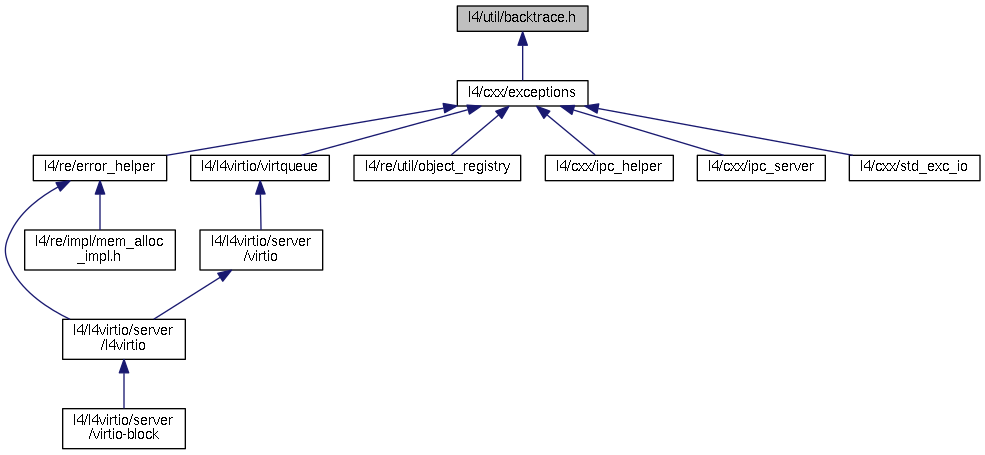 l4/util/backtrace.h
l4/cxx/exceptions
l4/re/error_helper
l4/l4virtio/virtqueue
l4/re/util/object_registry
l4/cxx/ipc_helper
l4/cxx/ipc_server
l4/cxx/std_exc_io
l4/re/impl/mem_alloc
_impl.h
l4/l4virtio/server
/virtio
l4/l4virtio/server
/l4virtio
l4/l4virtio/server
/virtio-block